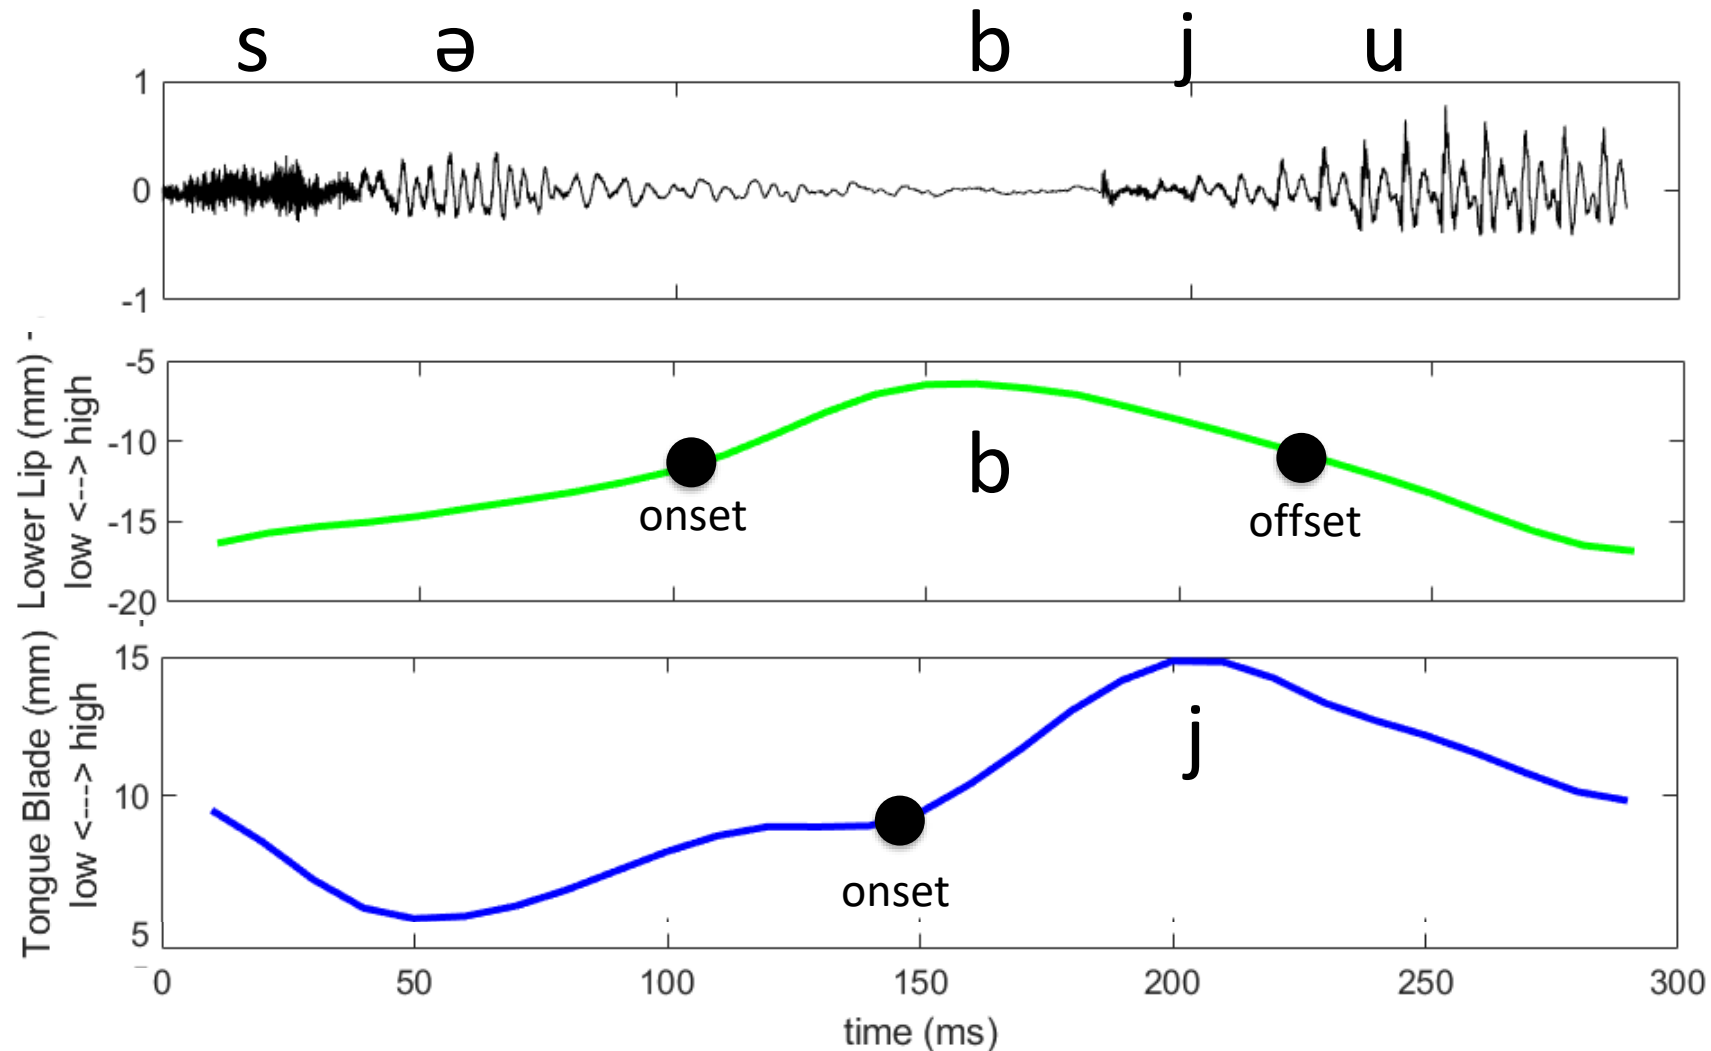 s ə b j u
1
0
-1
Lower Lip (mm)
low <--> high
-5
-10
-15
-20
b
onset
offset
Tongue Blade (mm)
low <---> high
15
10
5
j
onset
0 50 100 150 200 250 300
time (ms)